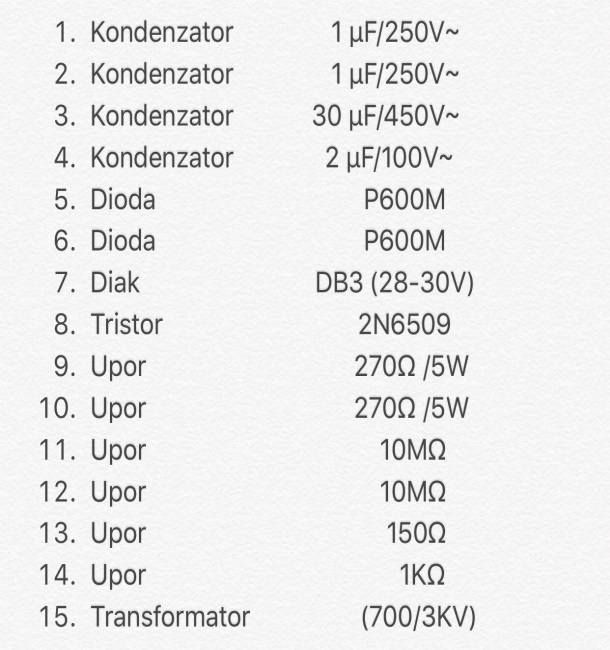 1. Kondenzator 1 µF/250V~
2. Kondenzator 1 µF/250V~
3. Kondenzator 30 µF/450V~
4. Kondenzator 2 µF/100V~
5. Dioda P600M
6. Dioda P600M
7. Diak DB3 (28-30V)
8. Tristor 2N6509
9. Upor 270Ω /5W
10. Upor 270Ω /5W
11. Upor 10MΩ
12. Upor 10MΩ
13. Upor 150Ω
14. Upor 1KΩ
15. Transformator (700/3KV)